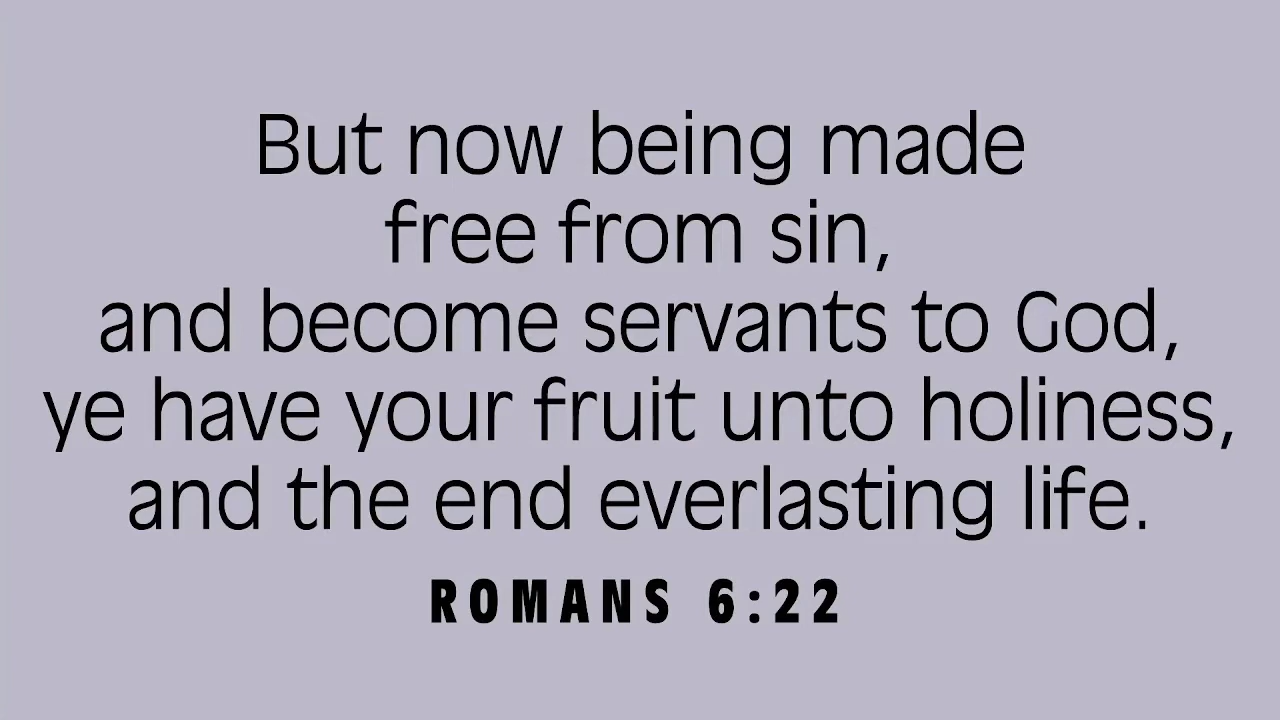 But now being made
free from sin,
and become servants to God,
ye have your fruit unto holiness,
and the end everlasting life.
ROMANS 6:22